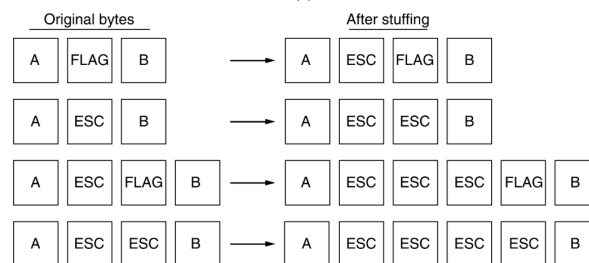 Original bytes After stuffing
A FLAG B A ESC FLAG B
A ESC B A ESC ESC B
A ESC FLAG B A ESC ESC ESC FLAG B
A ESC ESC B A ESC ESC ESC ESC B